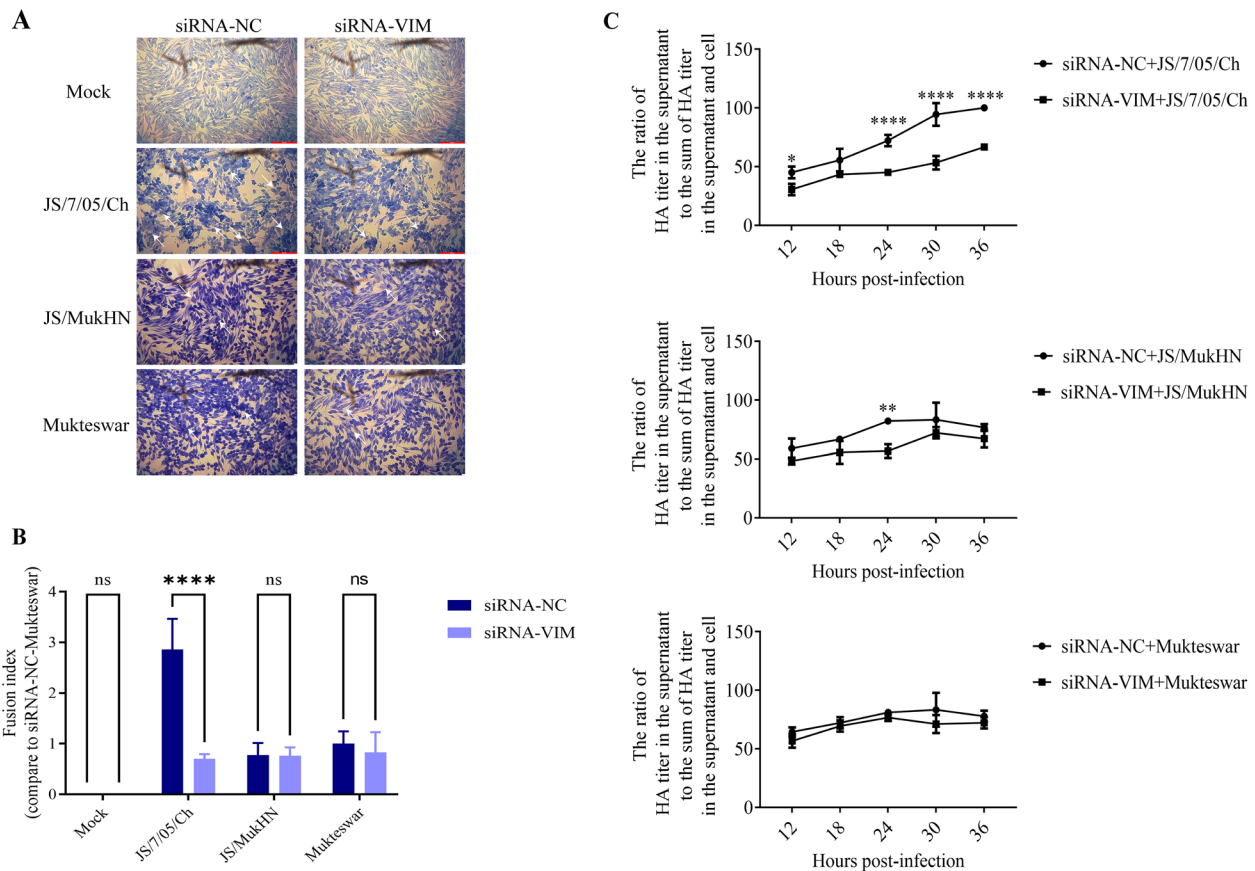 A
siRNA-NC
siRNA-VIM
Mock
JS/7/05/Ch
JS/MukHN
Mukteswar
B
Fusion index
(compare to siRNA-NC-Mukteswar)
4
3
2
1
0
ns
****
ns
ns
Mock
JS/7/05/Ch
JS/MukHN
Mukteswar
siRNA-NC
siRNA-VIM
C
The ratio of
HA titer in the supernatant
to the sum of HA titer
in the supernatant and cell
150
100
50
0
*
****
****
****
12
18
24
30
36
Hours post-infection
siRNA-NC+JS/7/05/Ch
siRNA-VIM+JS/7/05/Ch
The ratio of
HA titer in the supernatant
to the sum of HA titer
in the supernatant and cell
150
100
50
0
**
12
18
24
30
36
Hours post-infection
siRNA-NC+JS/MukHN
siRNA-VIM+JS/MukHN
The ratio of
HA titer in the supernatant
to the sum of HA titer
in the supernatant and cell
150
100
50
0
12
18
24
30
36
Hours post-infection
siRNA-NC+Mukteswar
siRNA-VIM+Mukteswar